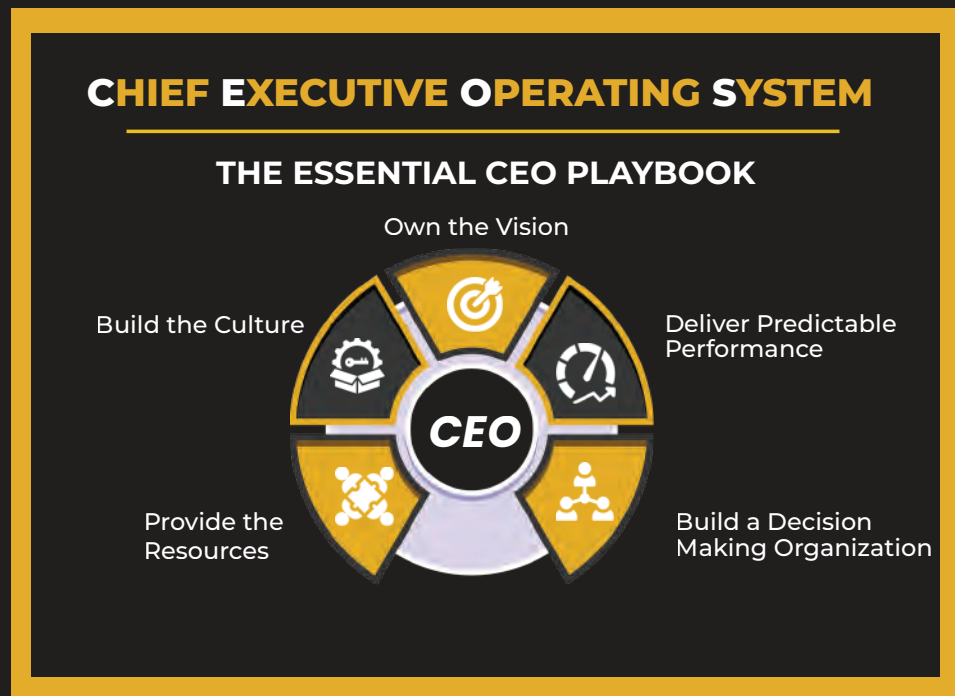 CHIEF EXECUTIVE OPERATING SYSTEM
THE ESSENTIAL CEO PLAYBOOK
Own the Vision
Build the Culture
Deliver Predictable
Performance
CEO
Provide the
Resources
Build a Decision
Making Organization